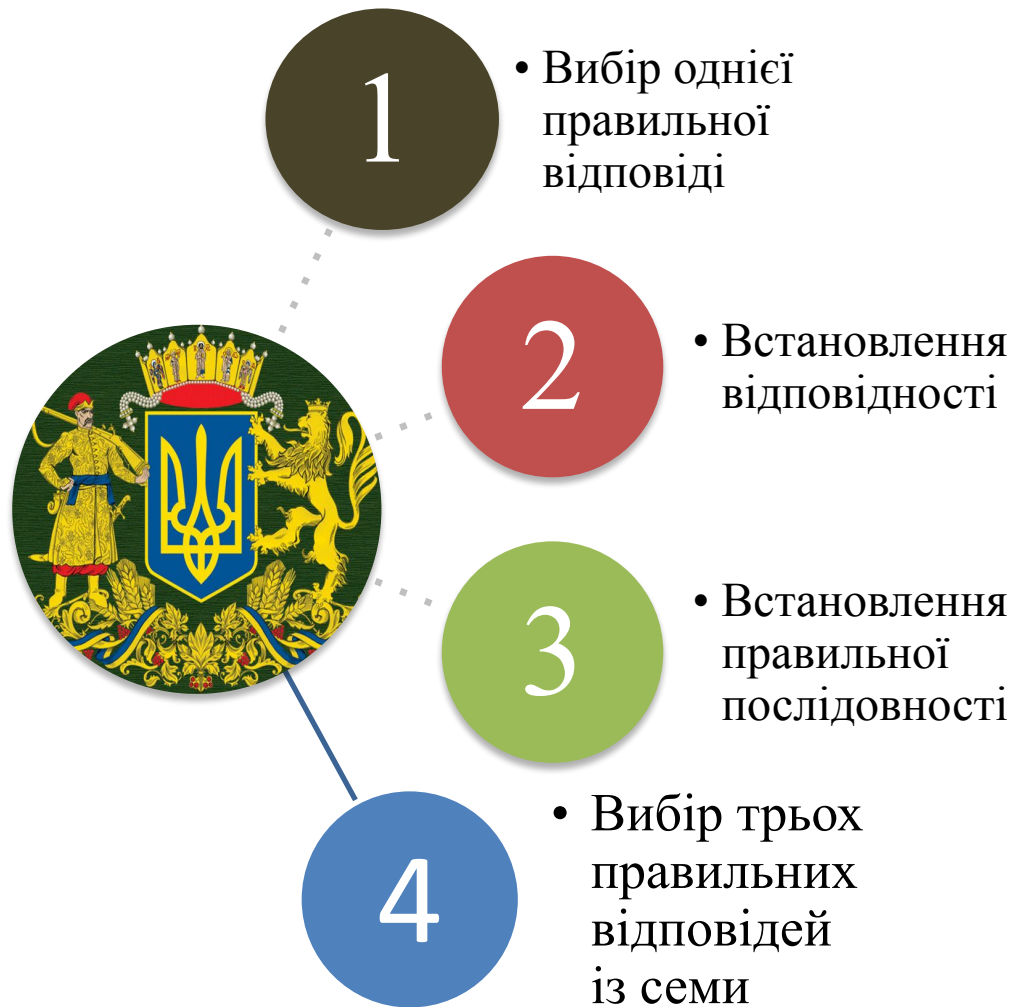 1
• Вибір однієї
правильної
відповіді
2
• Встановлення
відповідності
3
• Встановлення
правильної
послідовності
4
• Вибір трьох
правильних
відповідей
із семи